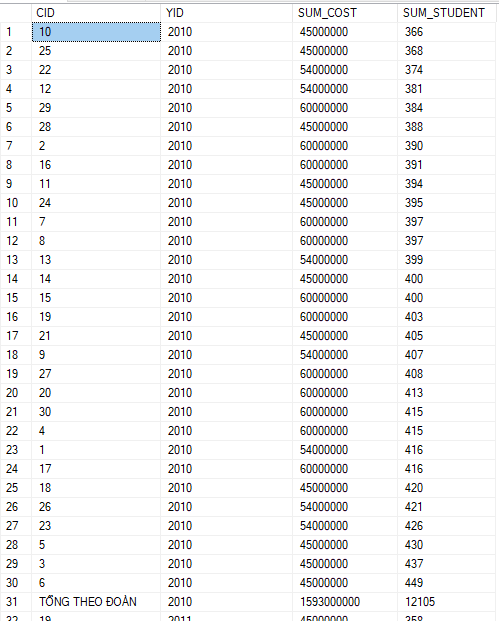 CID YID SUM_COST SUM_STUDENT
1 10 2010 45000000 366
2 25 2010 45000000 368
3 22 2010 54000000 374
4 12 2010 54000000 381
5 29 2010 60000000 384
6 28 2010 45000000 388
7 2 2010 60000000 390
8 16 2010 60000000 391
9 11 2010 45000000 394
10 24 2010 45000000 395
11 7 2010 60000000 397
12 8 2010 60000000 397
13 13 2010 54000000 399
14 14 2010 45000000 400
15 15 2010 60000000 400
16 19 2010 60000000 403
17 21 2010 45000000 405
18 9 2010 54000000 407
19 27 2010 60000000 408
20 20 2010 60000000 413
21 30 2010 60000000 415
22 4 2010 60000000 415
23 1 2010 54000000 416
24 17 2010 60000000 416
25 18 2010 45000000 420
26 26 2010 54000000 421
27 23 2010 54000000 426
28 5 2010 45000000 430
29 3 2010 45000000 437
30 6 2010 45000000 449
31 TỔNG THEO ĐOÀN 2010 1593000000 12105
32 19 2011 45000000 358